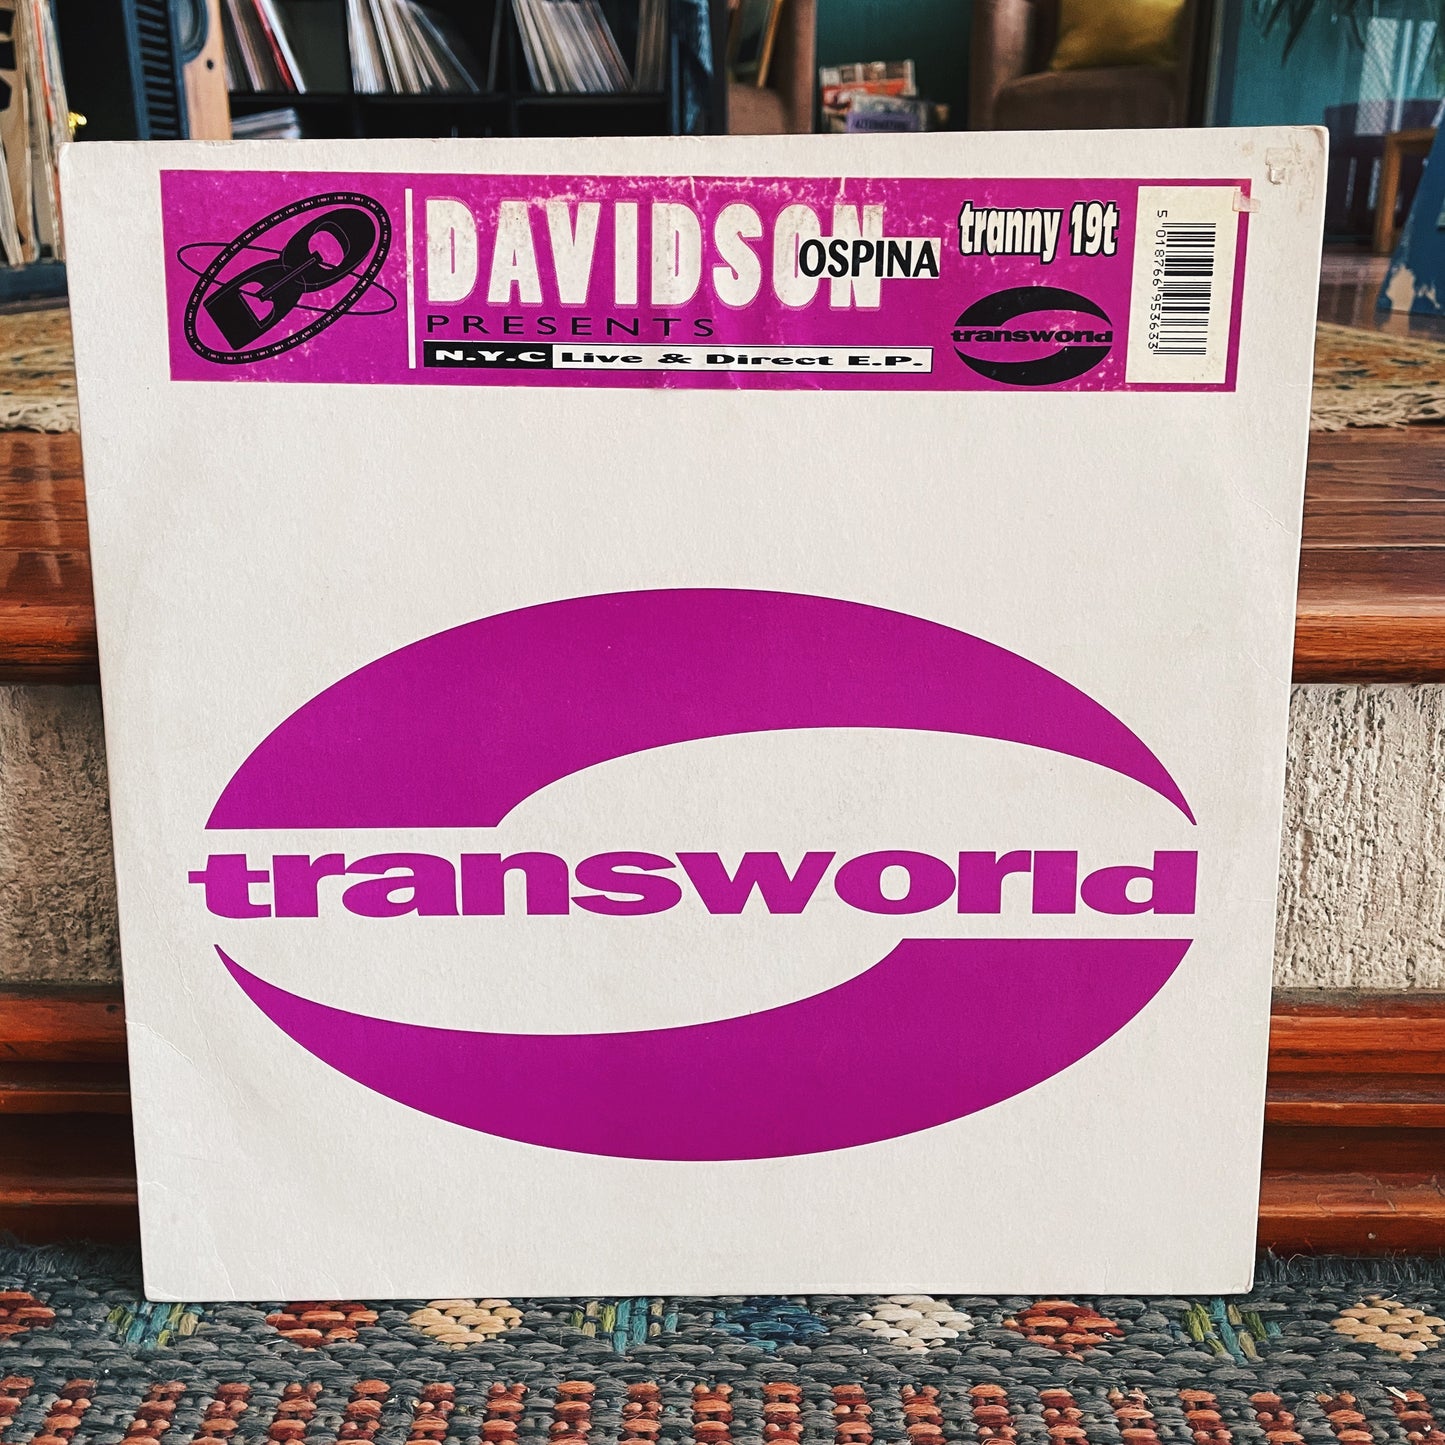 DAVIDSON
OSPINA
PRESENTS
N.Y.C Live & Direct E.P.
tranny 19t
transworld
5 018766 953633
transworld